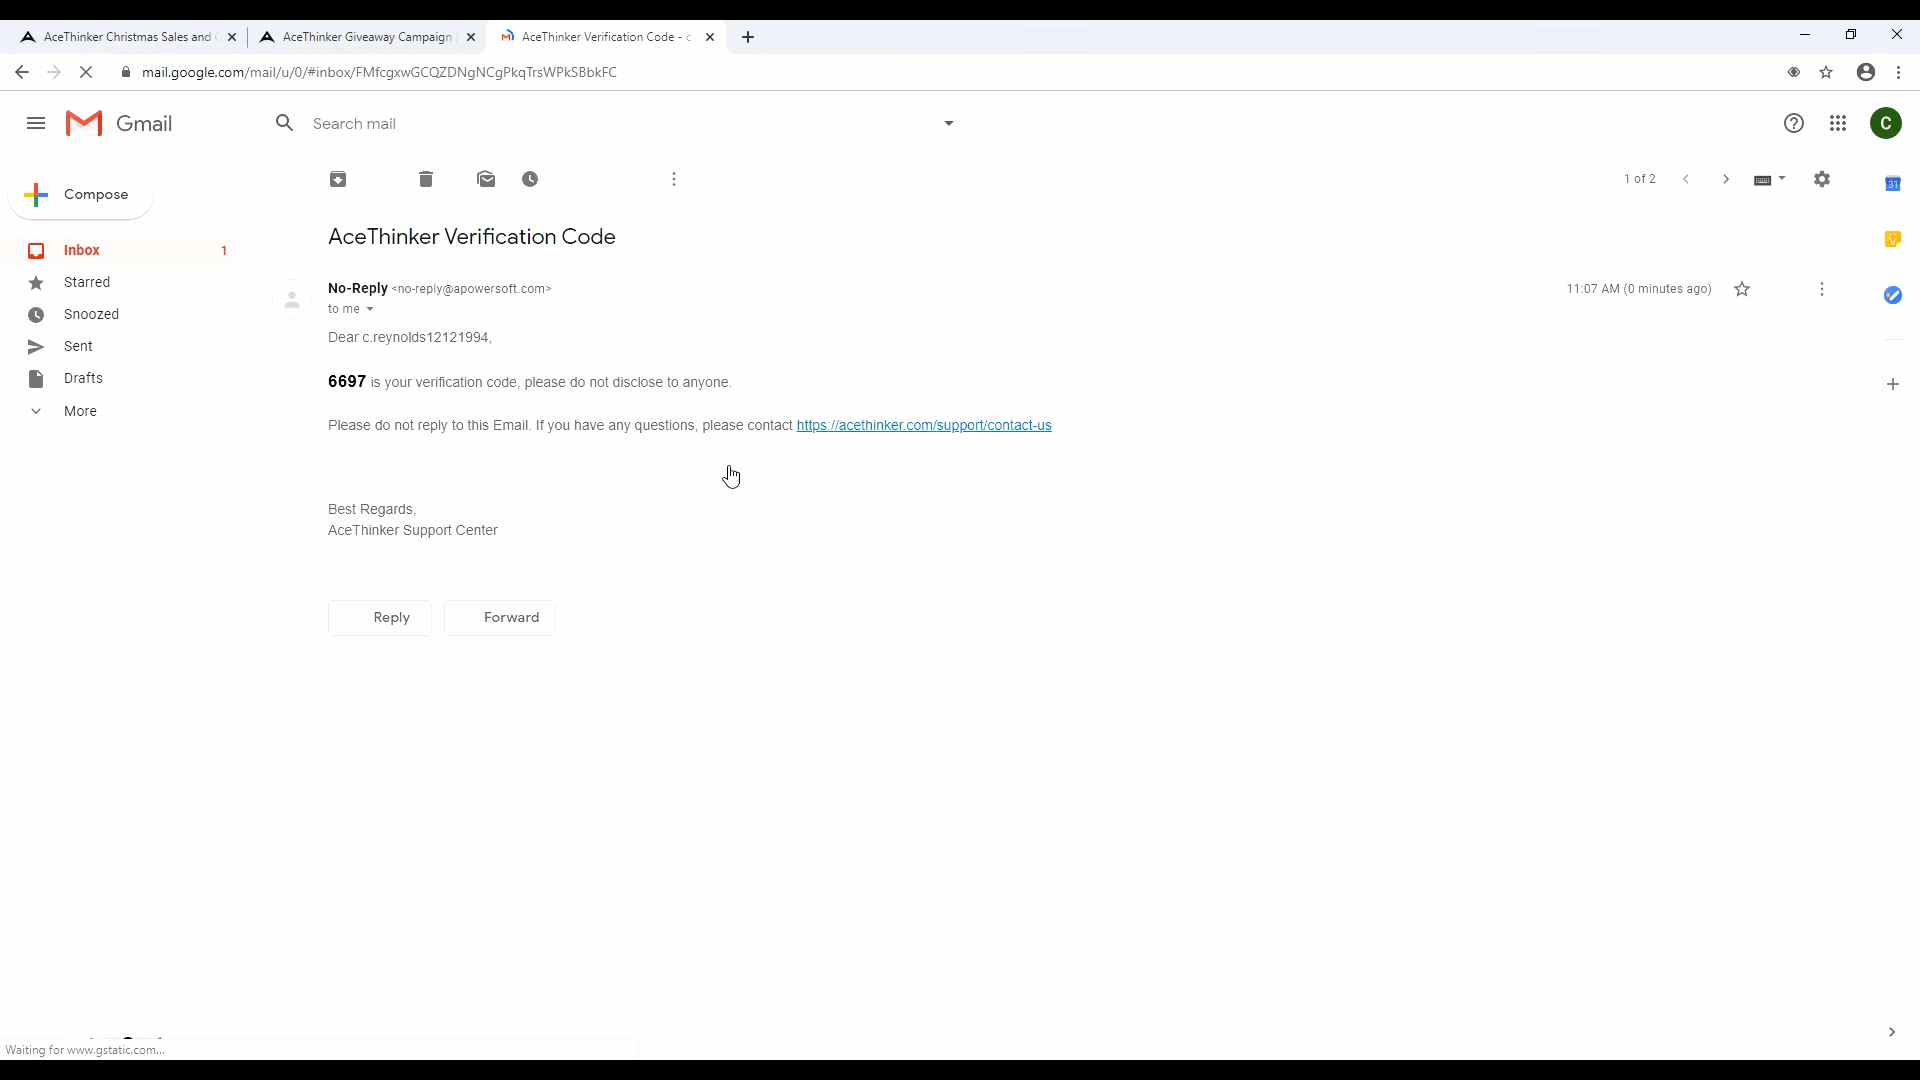 AceThinker Christmas Sales and
AceThinker Giveaway Campaign
AceThinker Verification Code - c
mail.google.com/mail/u/0/#inbox/FMfcgxwGCQZDNgNCgPkqTrsWPkSBbkFC
Gmail
Search mail
C
1 of 2
31
Compose
AceThinker Verification Code
Inbox 1
Starred
No-Reply <no-reply@apowersoft.com>
11:07 AM (0 minutes ago)
to me
Snoozed
Dear c.reynolds12121994,
Sent
Drafts
6697 is your verification code, please do not disclose to anyone.
More
Please do not reply to this Email. If you have any questions, please contact https://acethinker.com/support/contact-us
Best Regards,
AceThinker Support Center
Reply
Forward
Waiting for www.gstatic.com...